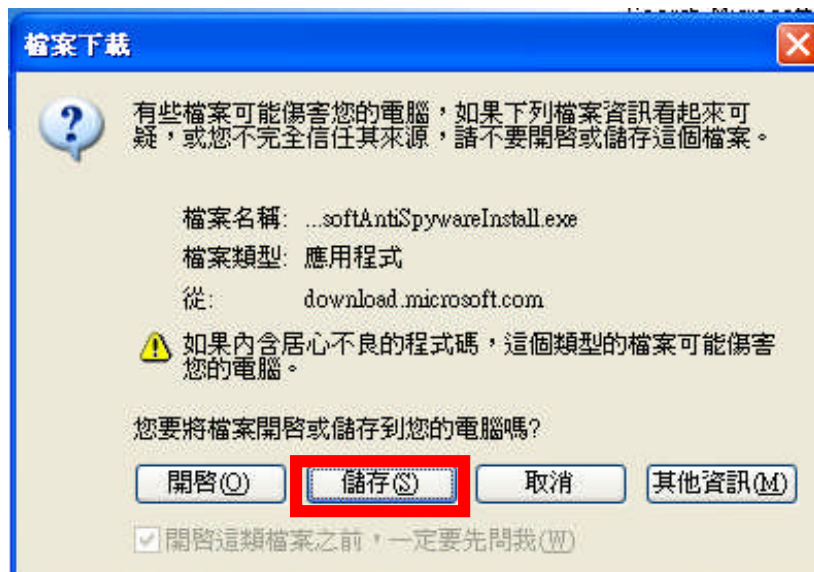 檔案下載
有些檔案可能傷害您的電腦，如果下列檔案資訊看起來可
疑，或您不完全信任其來源，請不要開啟或儲存這個檔案。
檔案名稱: ...softAntiSpywareInstall.exe
檔案類型: 應用程式
從: download.microsoft.com
如果內含居心不良的程式碼，這個類型的檔案可能傷害
您的電腦。
您要將檔案開啟或儲存到您的電腦嗎?
開啟(O) 儲存(S) 取消 其他資訊(M)
開啟這類檔案之前，一定要先問我(W)